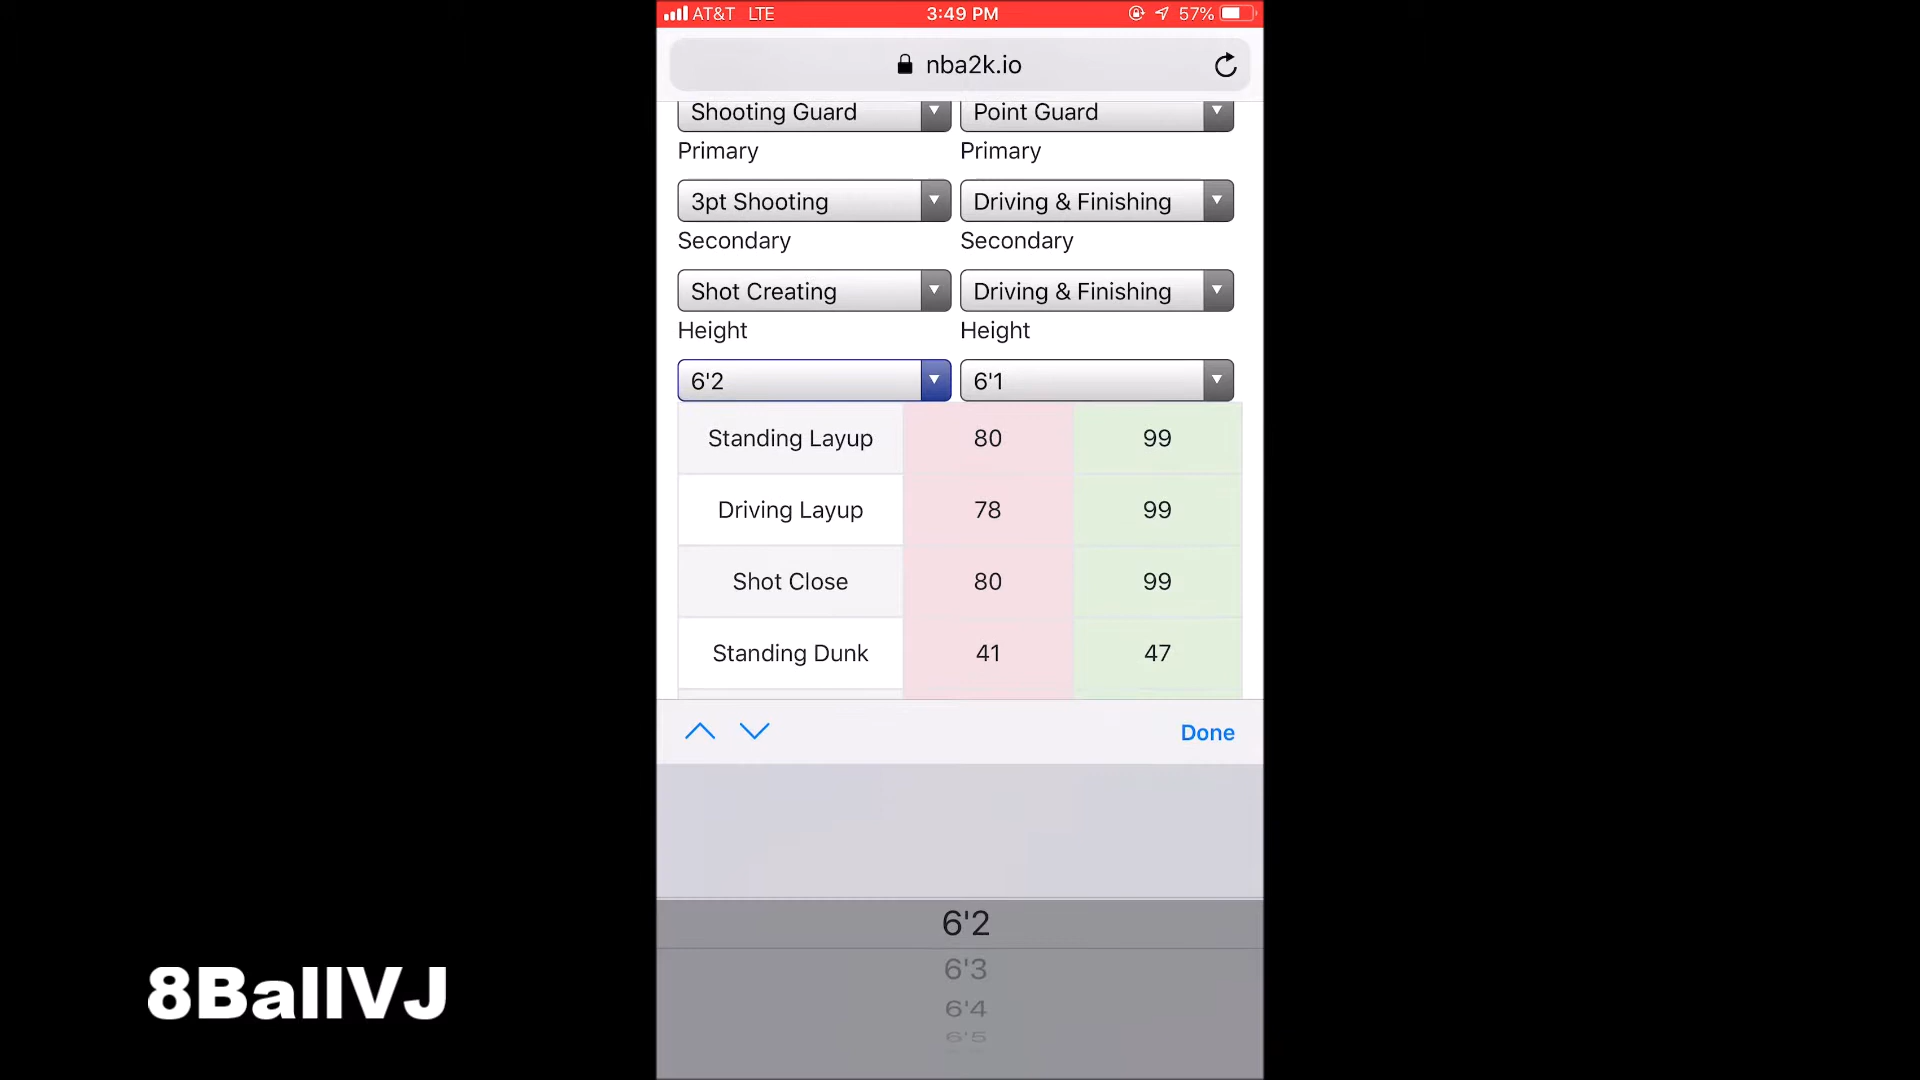 AT&T LTE 3:49 PM 57%
nba2k.io
Shooting Guard Point Guard
Primary Primary
3pt Shooting Driving & Finishing
Secondary Secondary
Shot Creating Driving & Finishing
Height Height
6'2 6'1
Standing Layup 80 99
Driving Layup 78 99
Shot Close 80 99
Standing Dunk 41 47
Done
6'2
6'3
6'4
6'5
8BallVJ